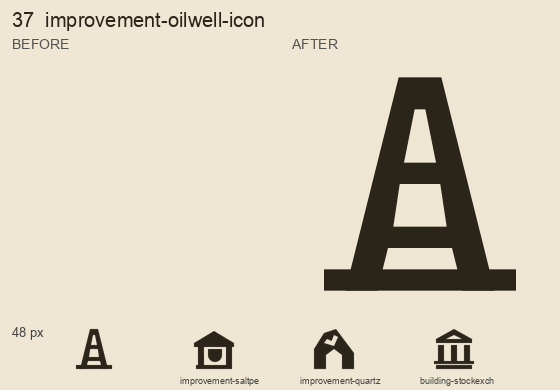 37 improvement-oilwell-icon
BEFORE
AFTER
48 px
improvement-saltpe
improvement-quartz
building-stockexch